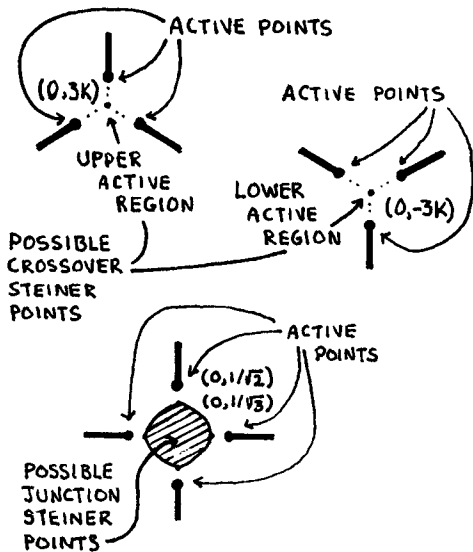 ACTIVE POINTS
(0,3K)
UPPER
ACTIVE
REGION
ACTIVE POINTS
LOWER
ACTIVE
REGION
(0,-3K)
POSSIBLE
CROSSOVER
STEINER
POINTS
ACTIVE
POINTS
(0,1/√2)
(0,1/√3)
POSSIBLE
JUNCTION
STEINER
POINTS